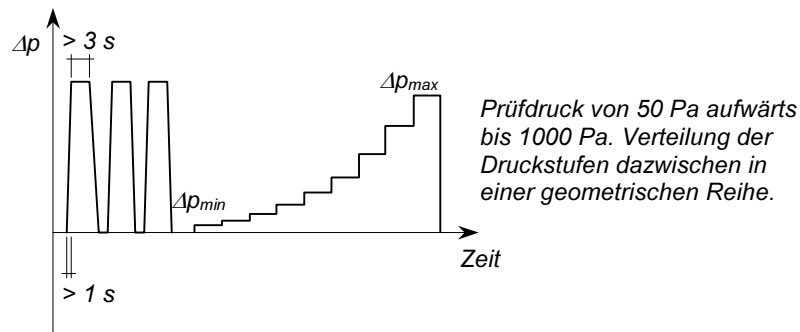 Δp
> 3 s
Δpmax
Prüfdruck von 50 Pa aufwärts
bis 1000 Pa. Verteilung der
Druckstufen dazwischen in
einer geometrischen Reihe.
Δpmin
Zeit
> 1 s